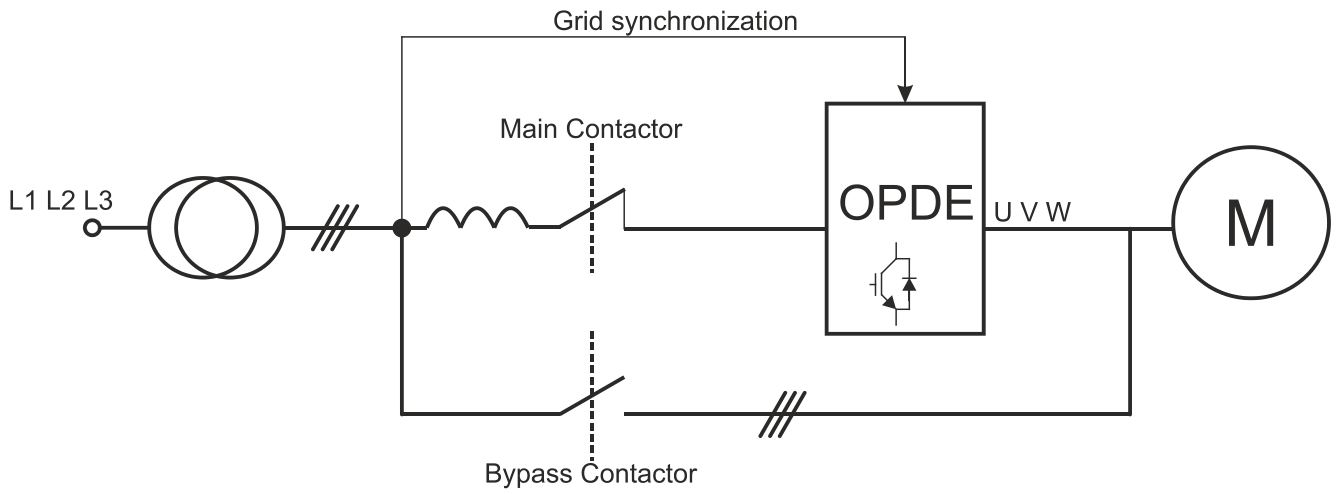 Grid synchronization
Main Contactor
L1 L2 L3
OPDE
U V W
M
Bypass Contactor